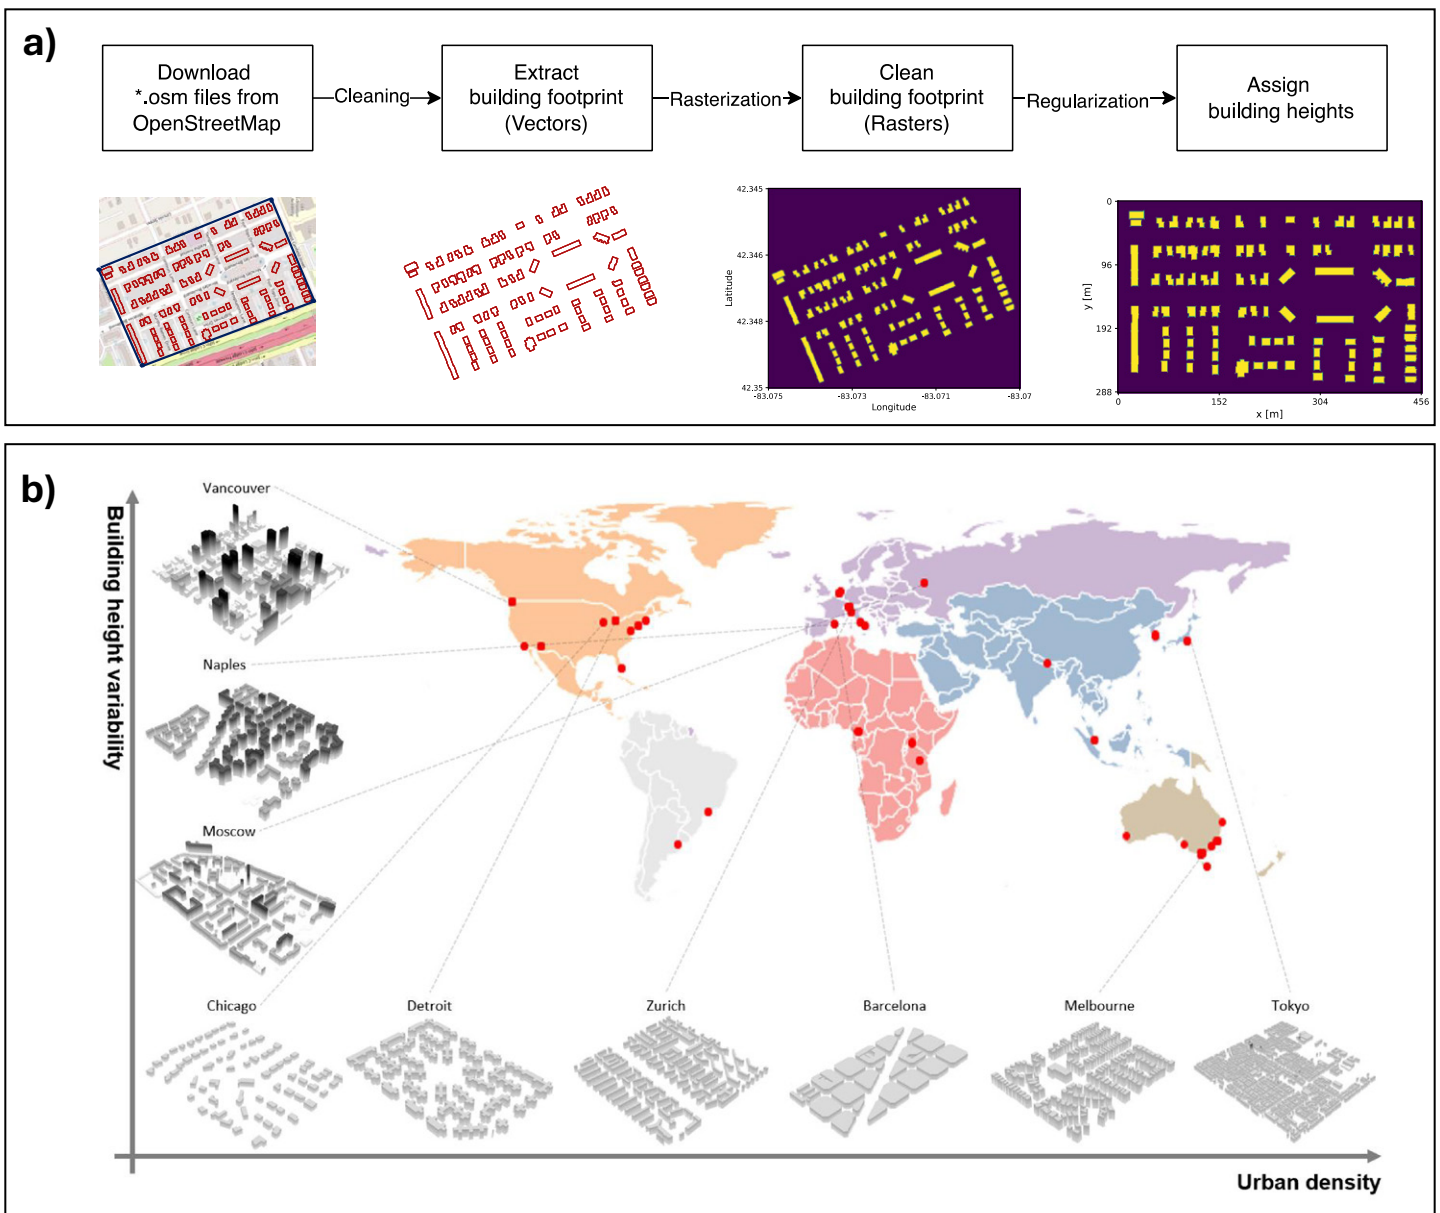 a)
Download
*.osm files from
OpenStreetMap
Cleaning
Extract
building footprint
(Vectors)
Rasterization
Clean
building footprint
(Rasters)
Regularization
Assign
building heights
42.345
42.346
42.348
42.35
Latitude
-83.075
-83.073
-83.071
-83.07
Longitude
0
96
192
288
y [m]
0
152
304
456
x [m]
b)
Building height variability
Vancouver
Naples
Moscow
Chicago
Detroit
Zurich
Barcelona
Melbourne
Tokyo
Urban density